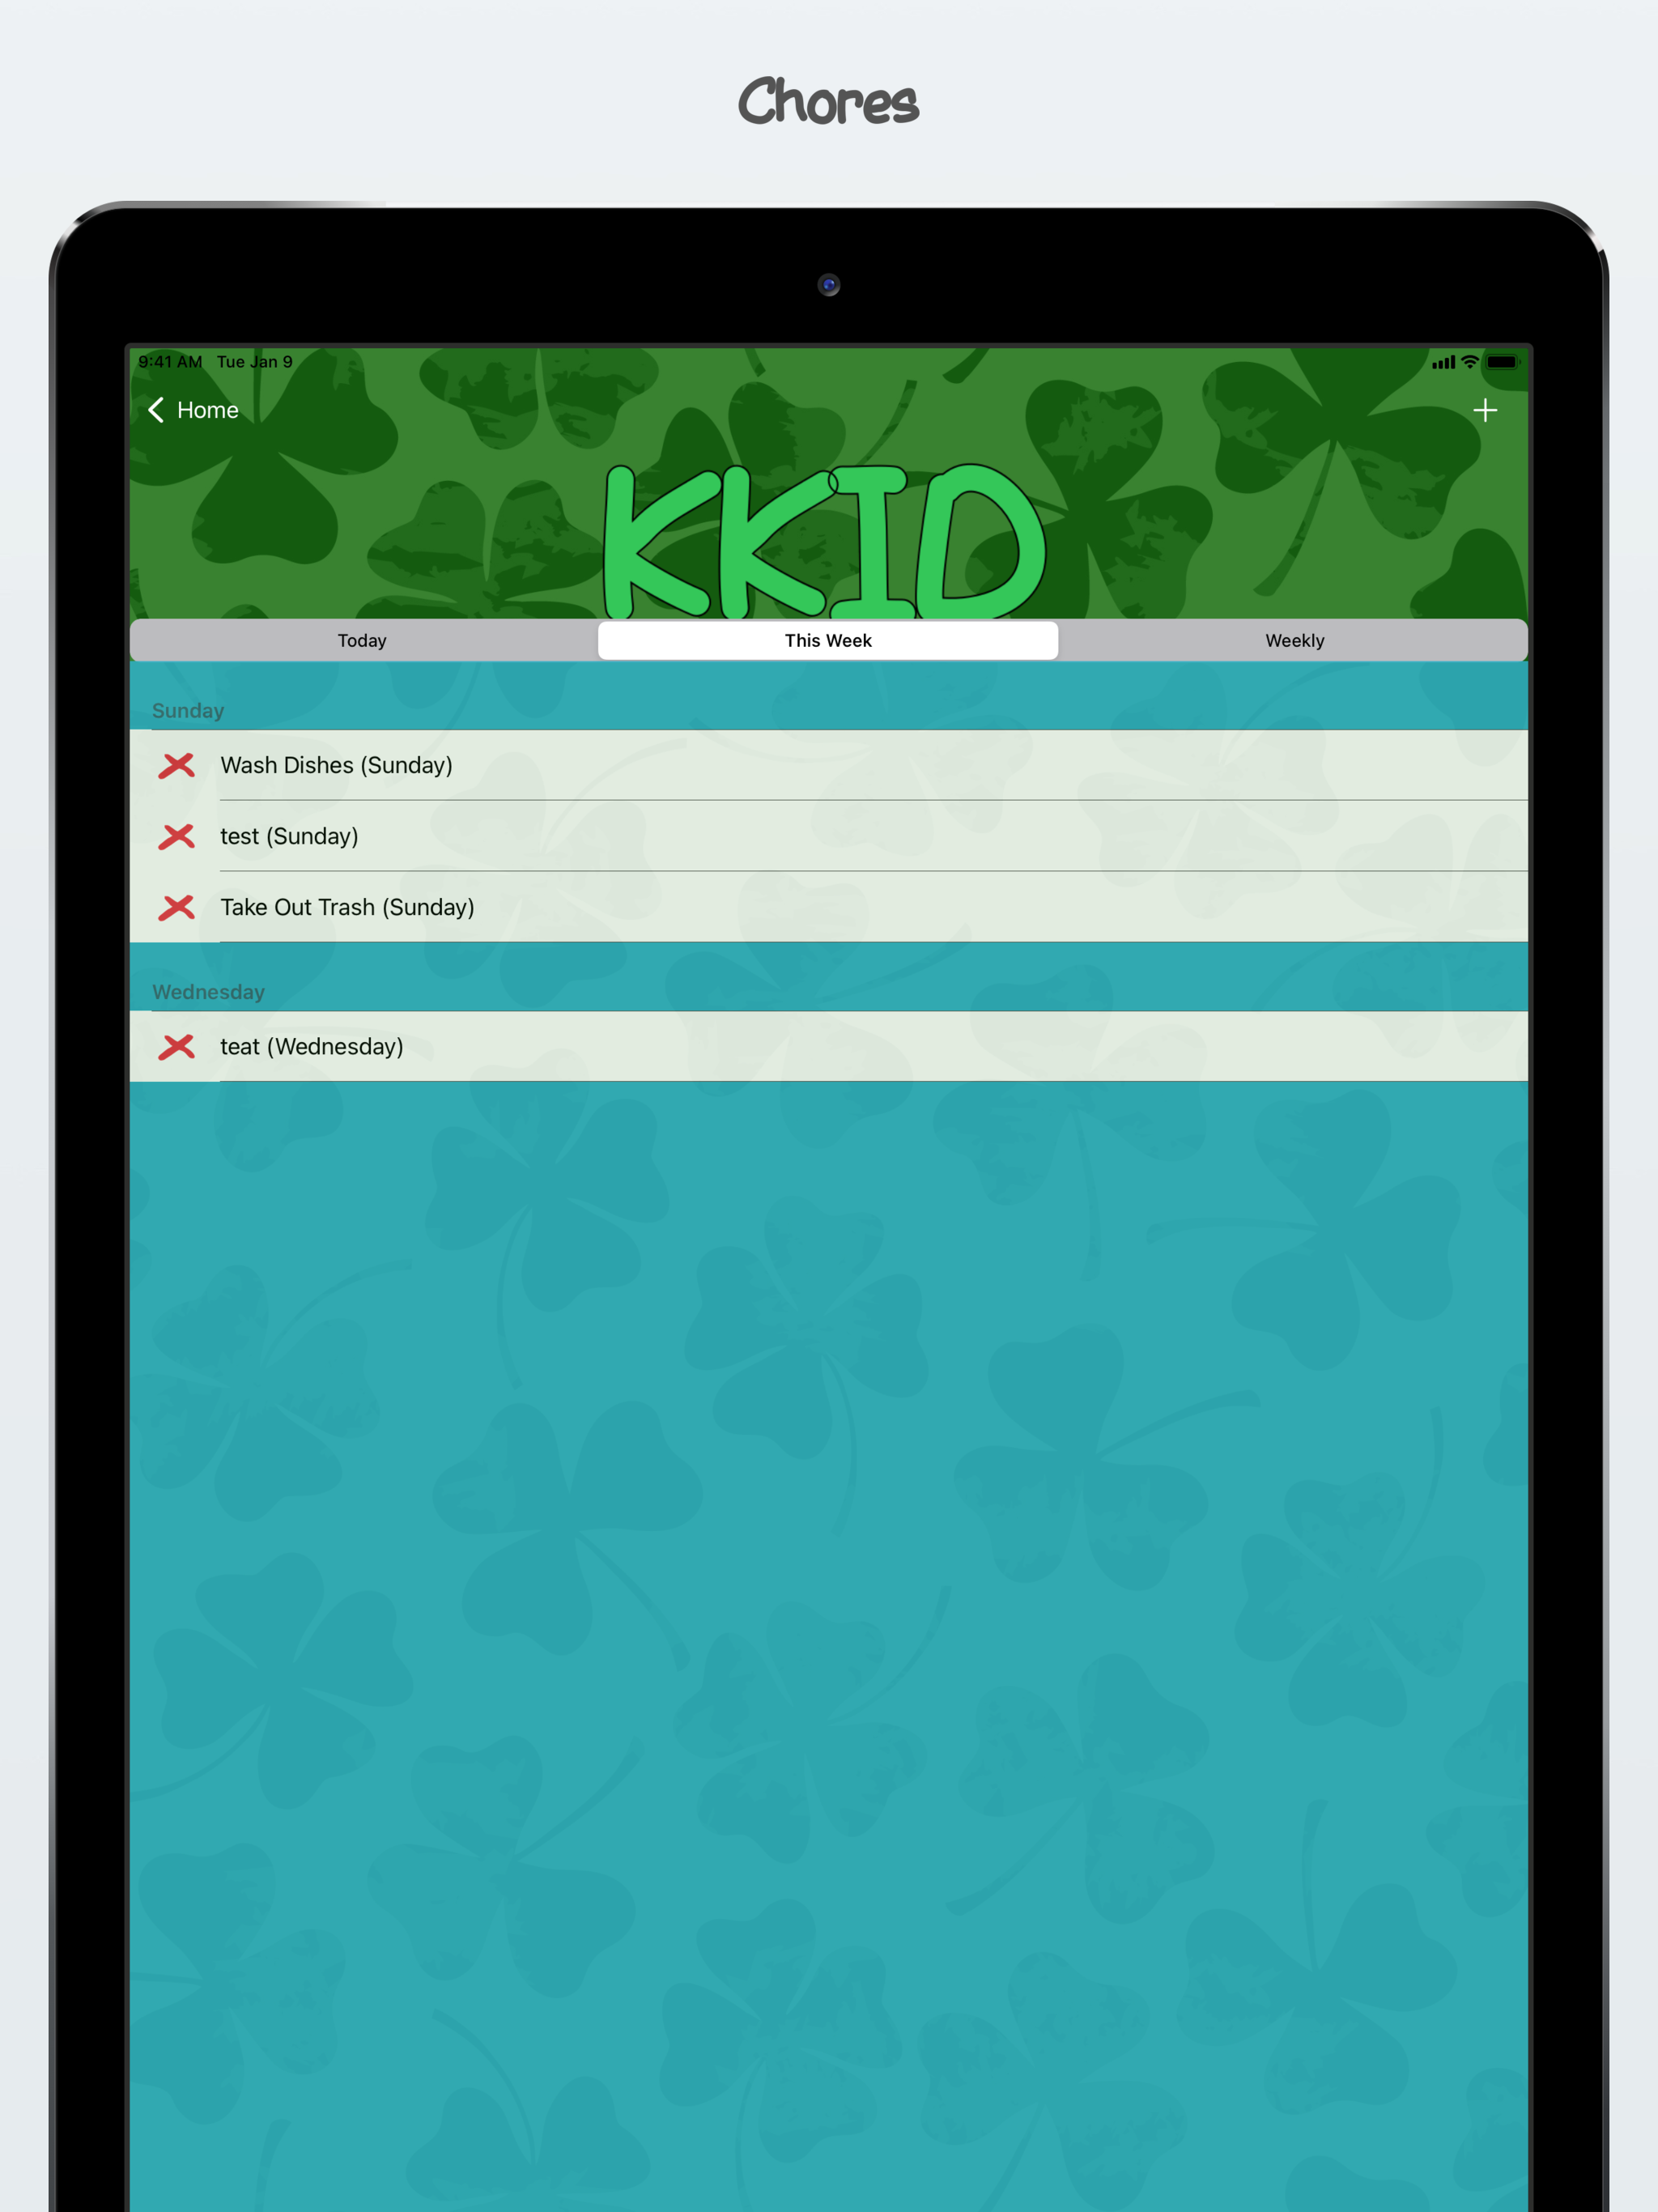 Chores
9:41 AM Tue Jan 9
Home
KKID
Today This Week Weekly
Sunday
Wash Dishes (Sunday)
test (Sunday)
Take Out Trash (Sunday)
Wednesday
teat (Wednesday)